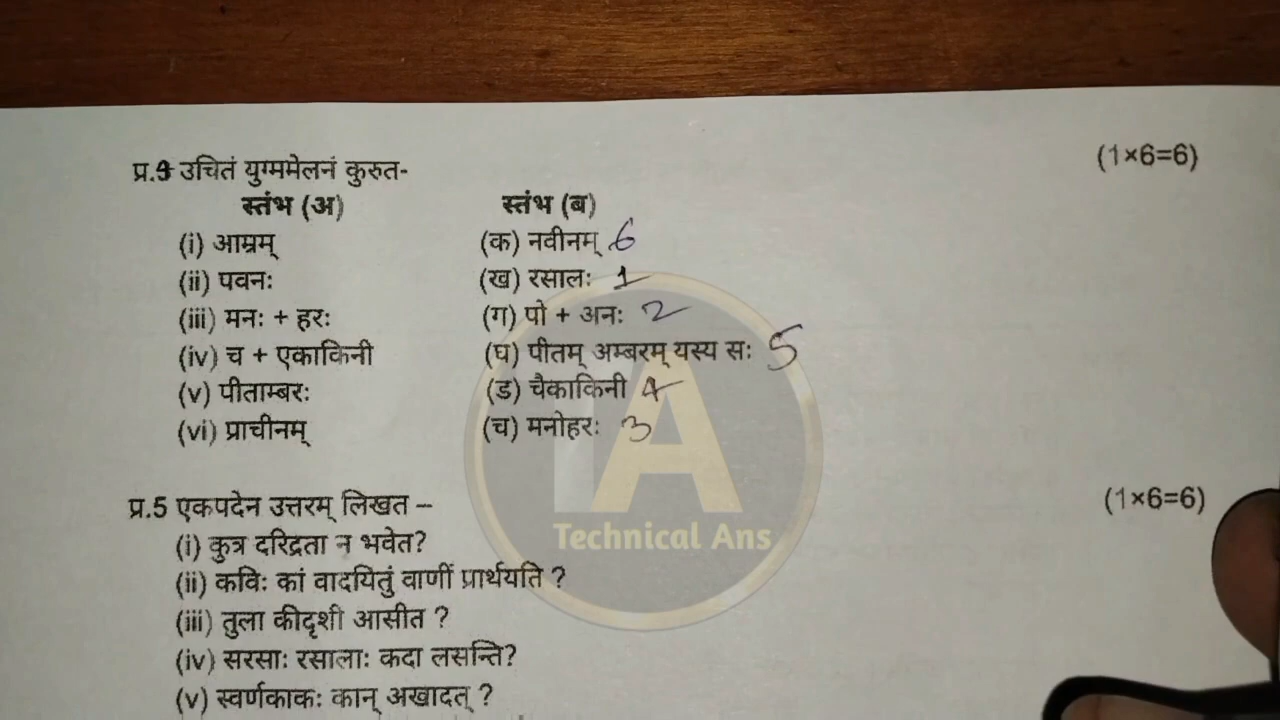 (1×6=6)
प्र.9 उचितं युग्ममेलनं कुरुत-
स्तंभ (अ) स्तंभ (ब)
(i) आम्रम् (क) नवीनम् 6
(ii) पवनः (ख) रसालः 1
(iii) मनः + हरः (ग) पो + अनः 2
(iv) च + एकाकिनी (घ) पीतम् अम्बरम् यस्य सः 5
(v) पीताम्बरः (ड) चैकाकिनी 4
(vi) प्राचीनम् (च) मनोहरः 3
प्र.5 एकपदेन उत्तरम् लिखत – (1×6=6)
(i) कुत्र दरिद्रता न भवेत?
(ii) कविः कां वादयितुं वाणीं प्रार्थयति ?
(iii) तुला कीदृशी आसीत ?
(iv) सरसाः रसालाः कदा लसन्ति?
(v) स्वर्णकाकः कान् अखादत् ?
TA
Technical Ans